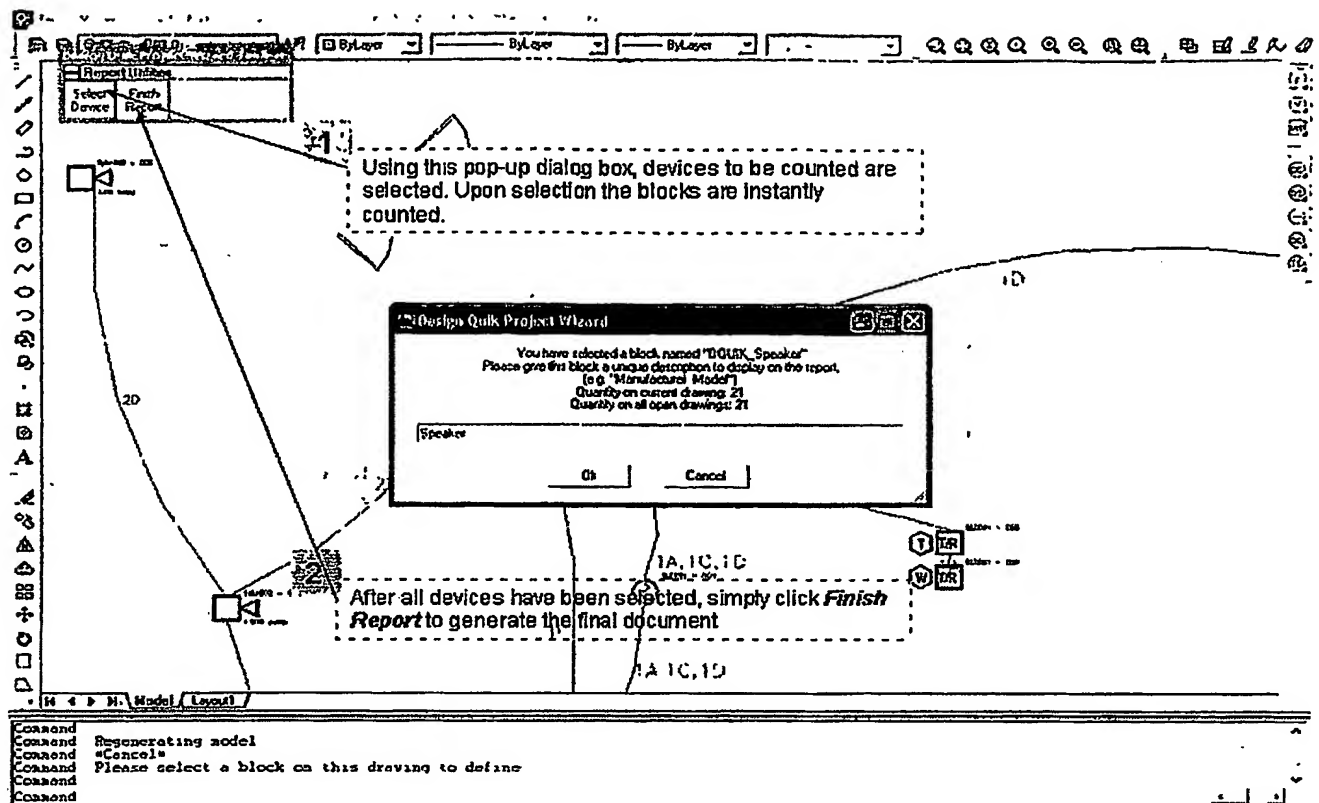 ByLayer
ByLayer
ByLayer
Report Utilities
Select Device
Finish Report
1
Using this pop-up dialog box, devices to be counted are
selected. Upon selection the blocks are instantly
counted.
1D
Design Quik Project Wizard
You have selected a block named "DQUIK_Speaker"
Please give this block a unique description to display on the report.
(e.g. "Manufacturer Model")
Quantity on current drawing: 21
Quantity on all open drawings: 21
Speaker
Ok
Cancel
2D
A
1A, 1C, 1D
T
W
2
After all devices have been selected, simply click Finish
Report to generate the final document
1A 1C, 1D
Model
Layout1
Command
Command Regenerating model
Command *Cancel*
Command Please select a block on this drawing to define
Command
Command